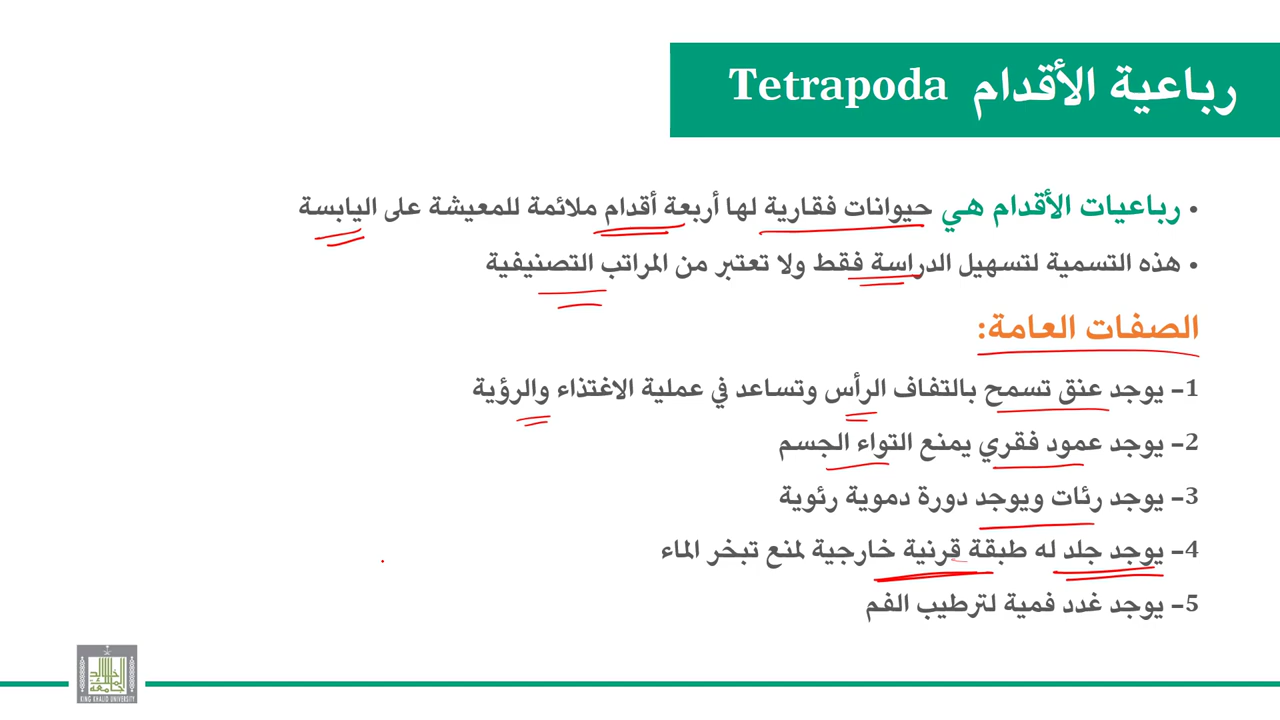 رباعية الأقدام Tetrapoda
• رباعيات الأقدام هي حيوانات فقارية لها أربعة أقدام ملائمة للمعيشة على اليابسة
• هذه التسمية لتسهيل الدراسة فقط ولا تعتبر من المراتب التصنيفية
الصفات العامة:
1- يوجد عنق تسمح بالتفاف الرأس وتساعد في عملية الاغتذاء والرؤية
2- يوجد عمود فقري يمنع التواء الجسم
3- يوجد رئات ويوجد دورة دموية رئوية
4- يوجد جلد له طبقة قرنية خارجية لمنع تبخر الماء
5- يوجد غدد فمية لترطيب الفم
KING KHALID UNIVERSITY